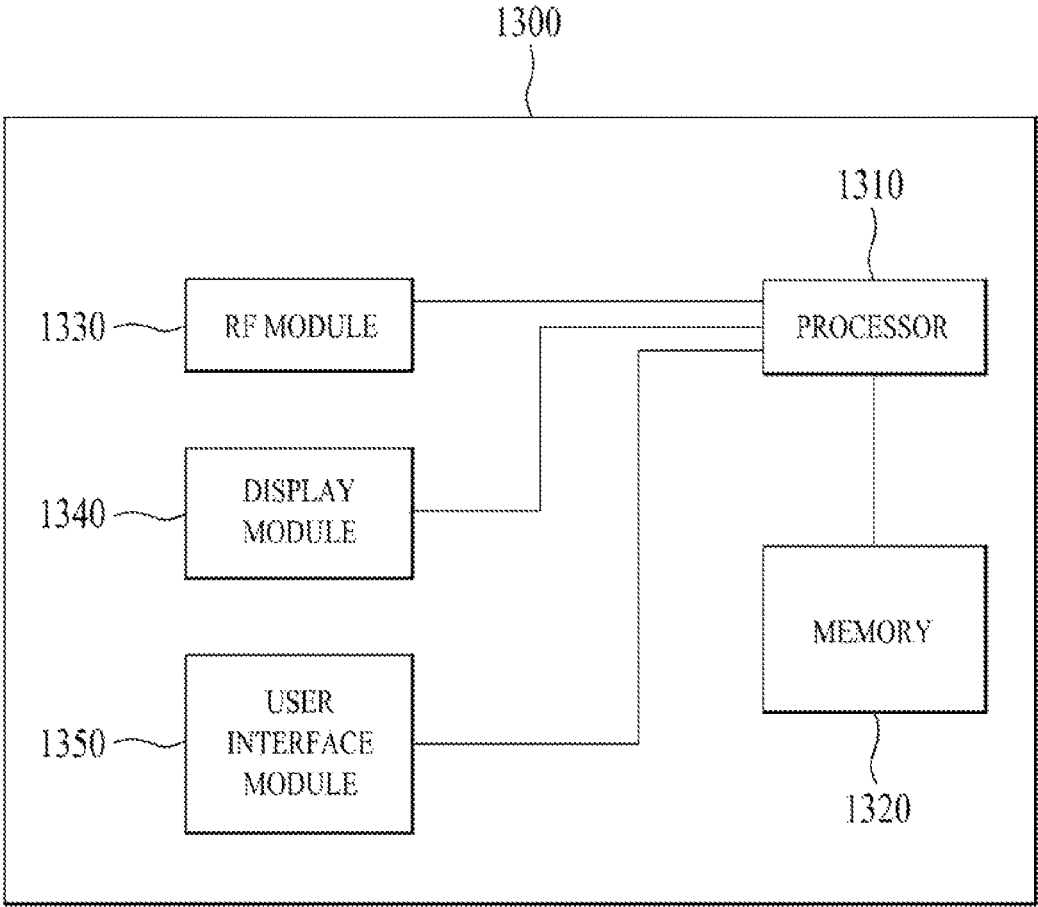 1300
1310
1330
RF MODULE
PROCESSOR
1340
DISPLAY
MODULE
MEMORY
1350
USER
INTERFACE
MODULE
1320